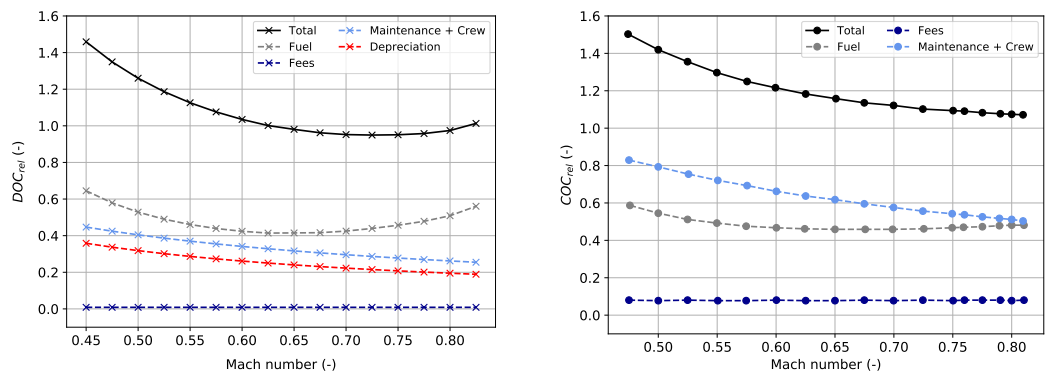 1.6
1.4
1.2
1.0
0.8
0.6
0.4
0.2
0.0
DOC_rel (-)
Total
Fuel
Fees
Maintenance + Crew
Depreciation
0.45
0.50
0.55
0.60
0.65
0.70
0.75
0.80
Mach number (-)
1.6
1.4
1.2
1.0
0.8
0.6
0.4
0.2
0.0
COC_rel (-)
Total
Fuel
Fees
Maintenance + Crew
0.50
0.55
0.60
0.65
0.70
0.75
0.80
Mach number (-)